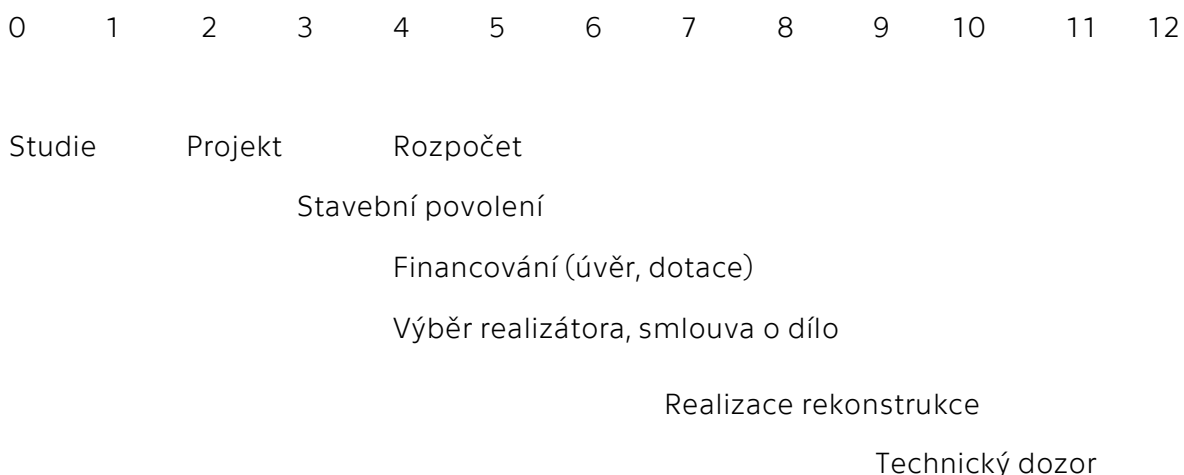 0 1 2 3 4 5 6 7 8 9 10 11 12
Studie Projekt Rozpočet
Stavební povolení
Financování (úvěr, dotace)
Výběr realizátora, smlouva o dílo
Realizace rekonstrukce
Technický dozor